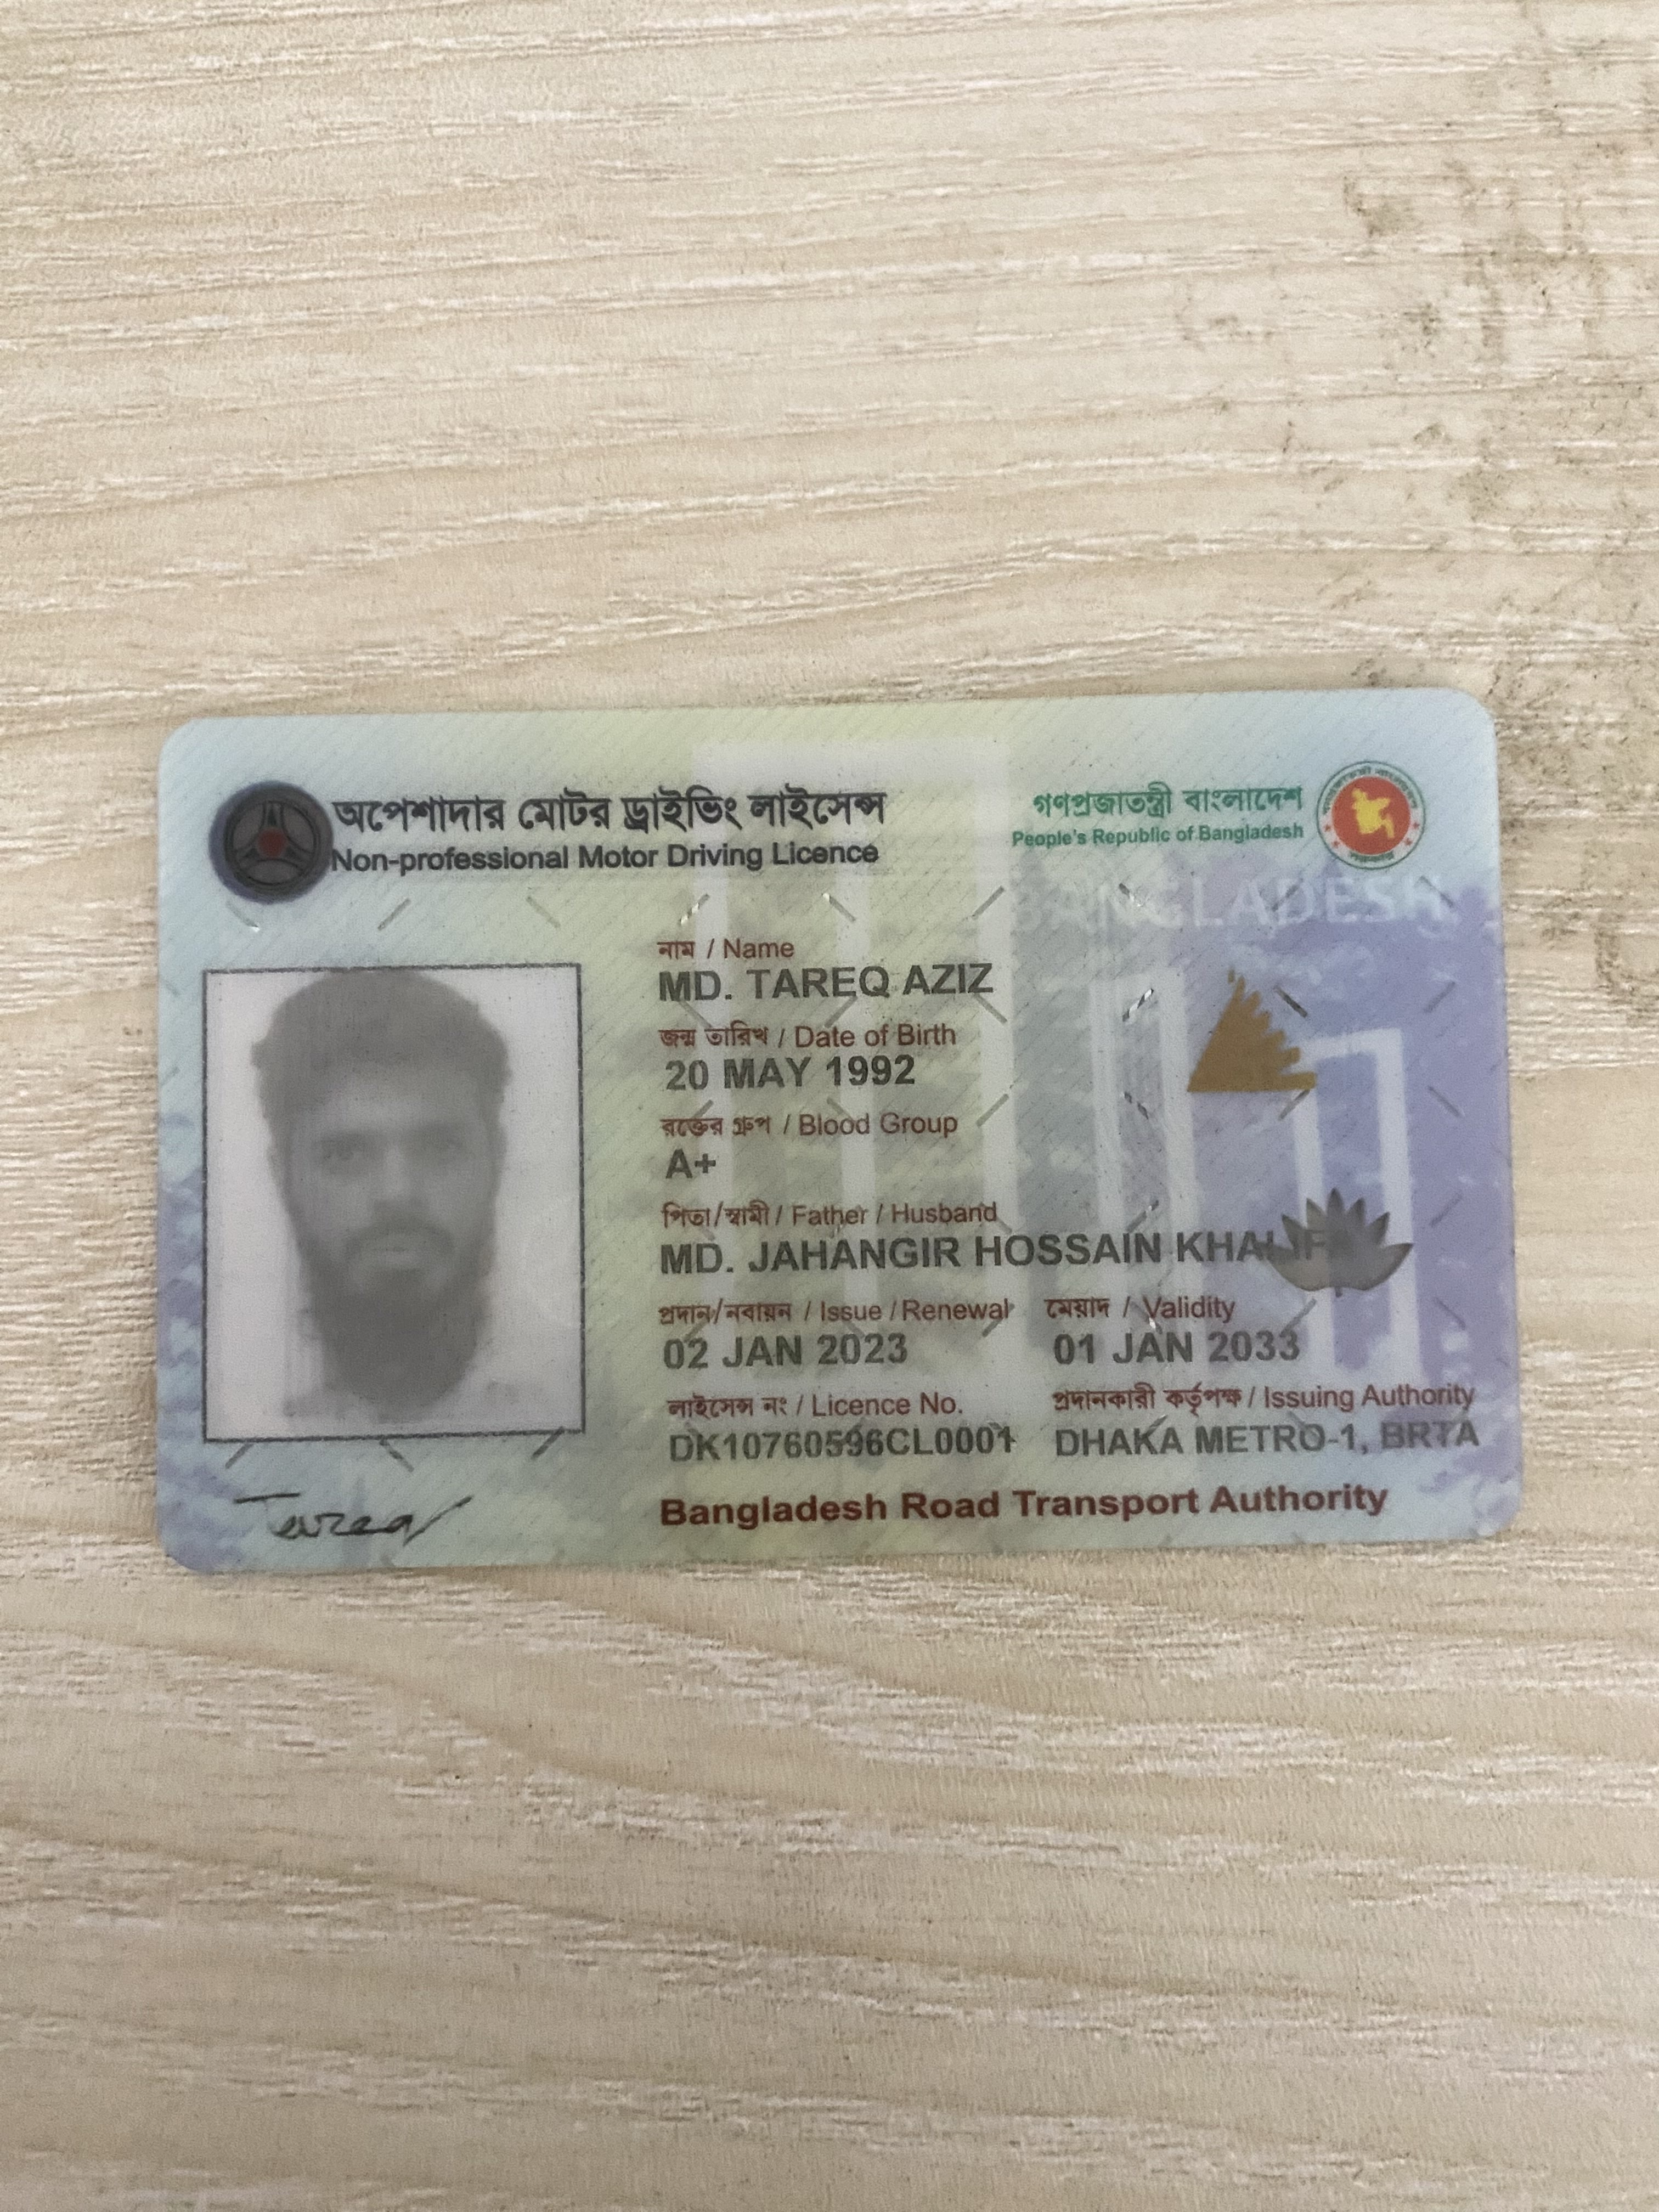 অপেশাদার মোটর ড্রাইভিং লাইসেন্স
Non-professional Motor Driving Licence
গণপ্রজাতন্ত্রী বাংলাদেশ
People's Republic of Bangladesh
BANGLADESH
নাম / Name
MD. TAREQ AZIZ
জন্ম তারিখ / Date of Birth
20 MAY 1992
রক্তের গ্রুপ / Blood Group
A+
পিতা/স্বামী / Father / Husband
MD. JAHANGIR HOSSAIN
প্রদান/নবায়ন / Issue / Renewal মেয়াদ / Validity
02 JAN 2023 01 JAN 2033
লাইসেন্স নং / Licence No. প্রদানকারী কর্তৃপক্ষ / Issuing Authority
DK10760596CL0001 DHAKA METRO-1, BRTA
Bangladesh Road Transport Authority